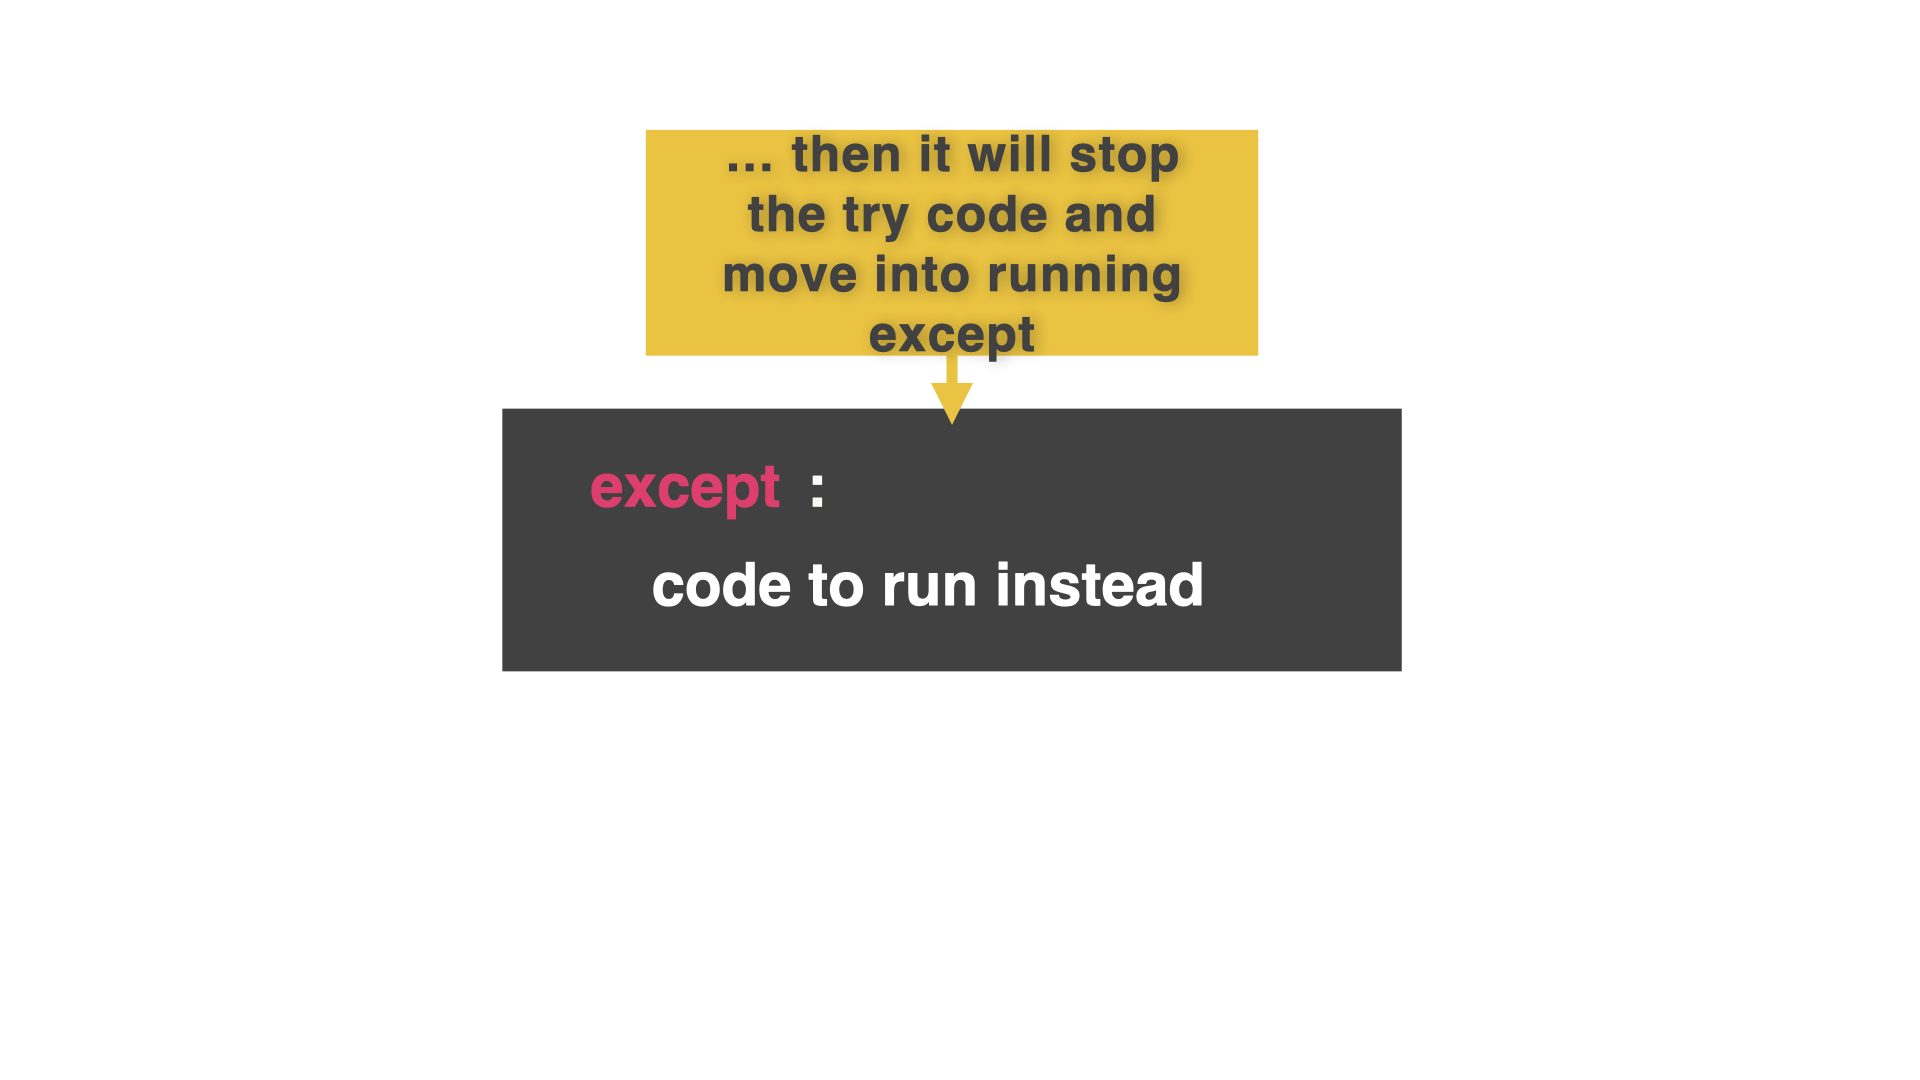 ... then it will stop
the try code and
move into running
except
except :
code to run instead